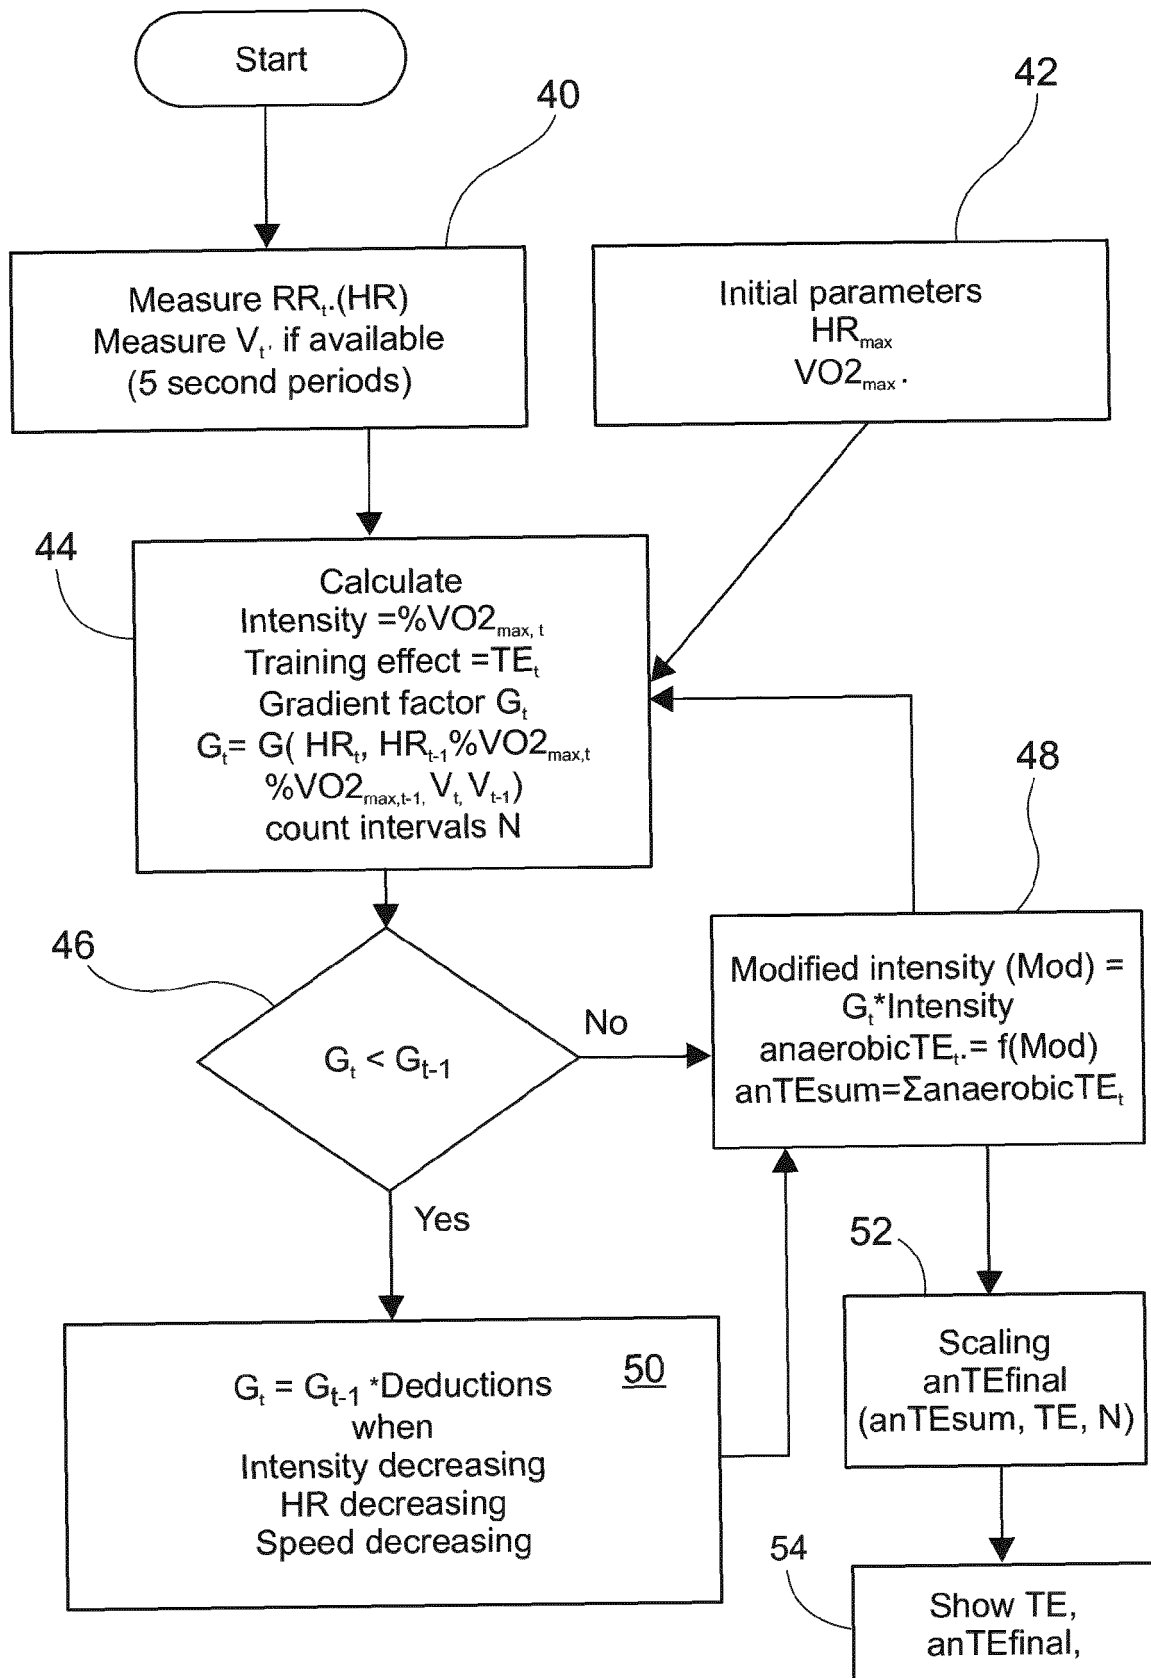 Start
40
42
Measure RRₜ.(HR)
Measure Vₜ, if available
(5 second periods)
Initial parameters
HRmax
VO2max.
44
Calculate
Intensity =%VO2max, t
Training effect =TEₜ
Gradient factor Gₜ
Gₜ= G( HRₜ, HRt-1%VO2max,t
%VO2max,t-1, Vₜ, Vt-1)
count intervals N
46
Gₜ < Gt-1
No
Yes
48
Modified intensity (Mod) =
Gₜ*Intensity
anaerobicTEₜ.= f(Mod)
anTEsum=ΣanaerobicTEₜ
50
Gₜ = Gt-1 *Deductions
when
Intensity decreasing
HR decreasing
Speed decreasing
52
Scaling
anTEfinal
(anTEsum, TE, N)
54
Show TE,
anTEfinal,